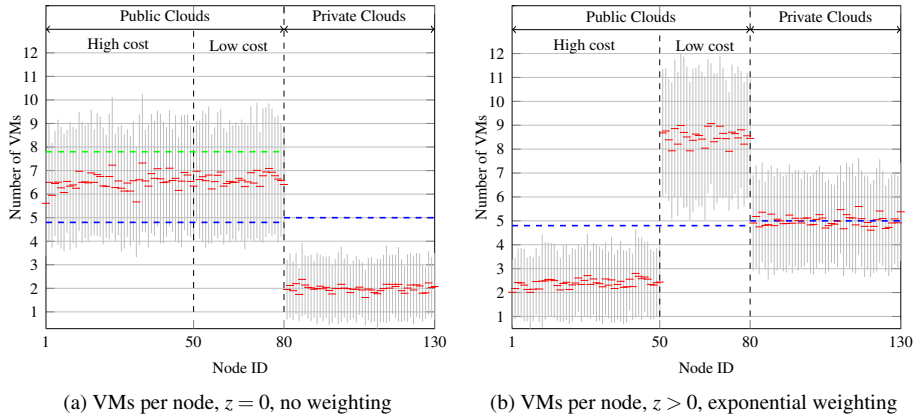 Public Clouds Private Clouds
High cost Low cost
12
11
10
9
8
7
6
5
4
3
2
1
Number of VMs
1 50 80 130
Node ID
(a) VMs per node, z = 0, no weighting
Public Clouds Private Clouds
High cost Low cost
12
11
10
9
8
7
6
5
4
3
2
1
Number of VMs
1 50 80 130
Node ID
(b) VMs per node, z > 0, exponential weighting